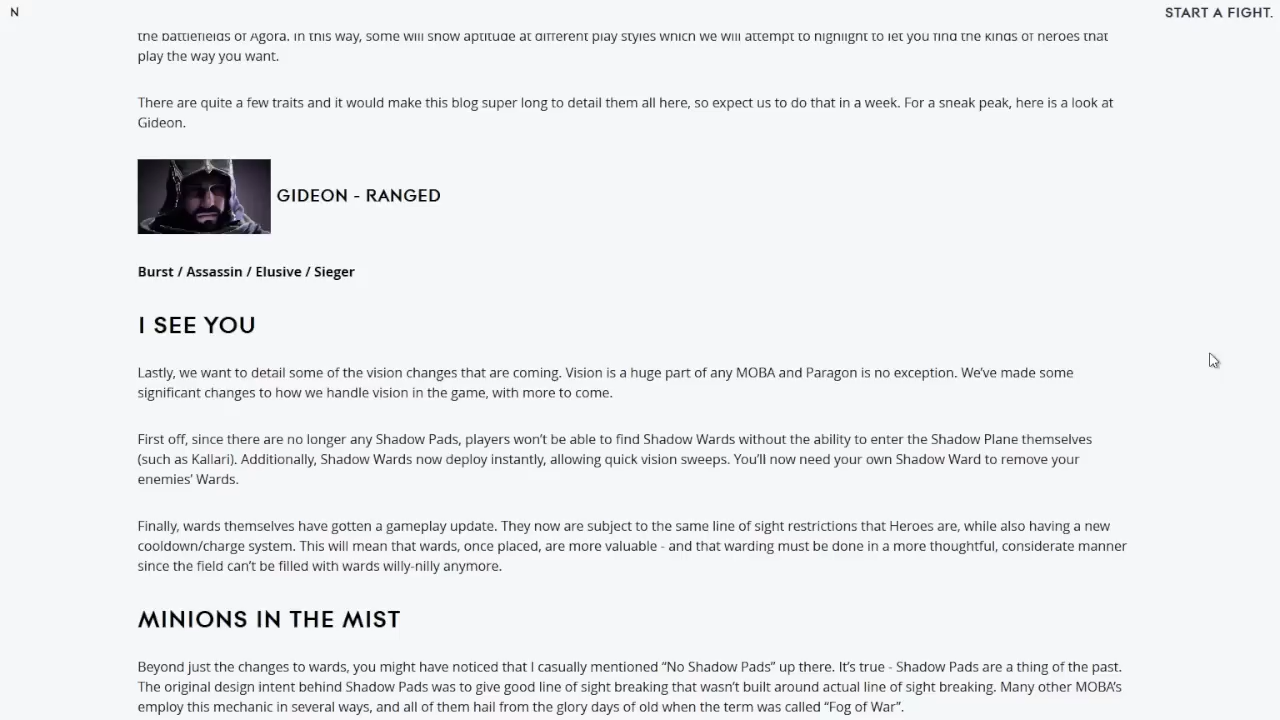 N
START A FIGHT.
the battlefields of Agora. In this way, some will show aptitude at different play styles which we will attempt to highlight to let you find the kinds of heroes that
play the way you want.
There are quite a few traits and it would make this blog super long to detail them all here, so expect us to do that in a week. For a sneak peak, here is a look at
Gideon.
GIDEON - RANGED
Burst / Assassin / Elusive / Sieger
I SEE YOU
Lastly, we want to detail some of the vision changes that are coming. Vision is a huge part of any MOBA and Paragon is no exception. We’ve made some
significant changes to how we handle vision in the game, with more to come.
First off, since there are no longer any Shadow Pads, players won’t be able to find Shadow Wards without the ability to enter the Shadow Plane themselves
(such as Kallari). Additionally, Shadow Wards now deploy instantly, allowing quick vision sweeps. You’ll now need your own Shadow Ward to remove your
enemies’ Wards.
Finally, wards themselves have gotten a gameplay update. They now are subject to the same line of sight restrictions that Heroes are, while also having a new
cooldown/charge system. This will mean that wards, once placed, are more valuable - and that warding must be done in a more thoughtful, considerate manner
since the field can’t be filled with wards willy-nilly anymore.
MINIONS IN THE MIST
Beyond just the changes to wards, you might have noticed that I casually mentioned “No Shadow Pads” up there. It’s true - Shadow Pads are a thing of the past.
The original design intent behind Shadow Pads was to give good line of sight breaking that wasn’t built around actual line of sight breaking. Many other MOBA’s
employ this mechanic in several ways, and all of them hail from the glory days of old when the term was called “Fog of War”.